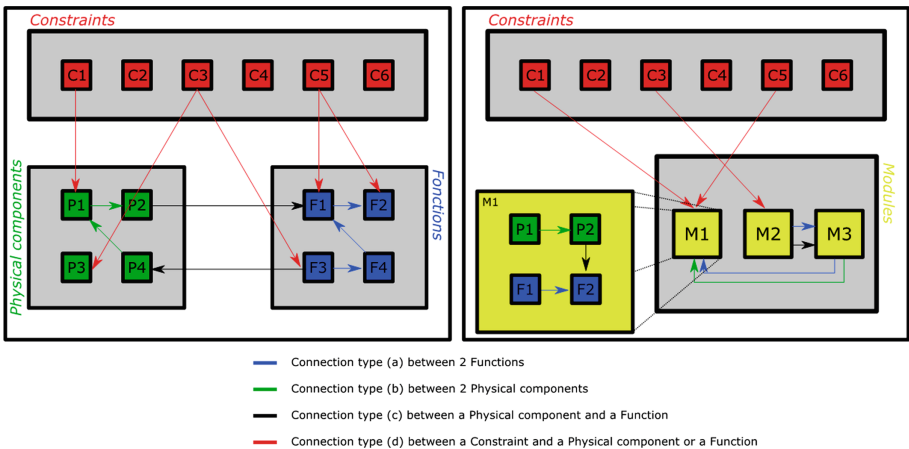 Constraints
C1 C2 C3 C4 C5 C6
Physical components
P1 P2
P3 P4
Fonctions
F1 F2
F3 F4
Constraints
C1 C2 C3 C4 C5 C6
Modules
M1 M2 M3
M1
P1 P2
F1 F2
Connection type (a) between 2 Functions
Connection type (b) between 2 Physical components
Connection type (c) between a Physical component and a Function
Connection type (d) between a Constraint and a Physical component or a Function